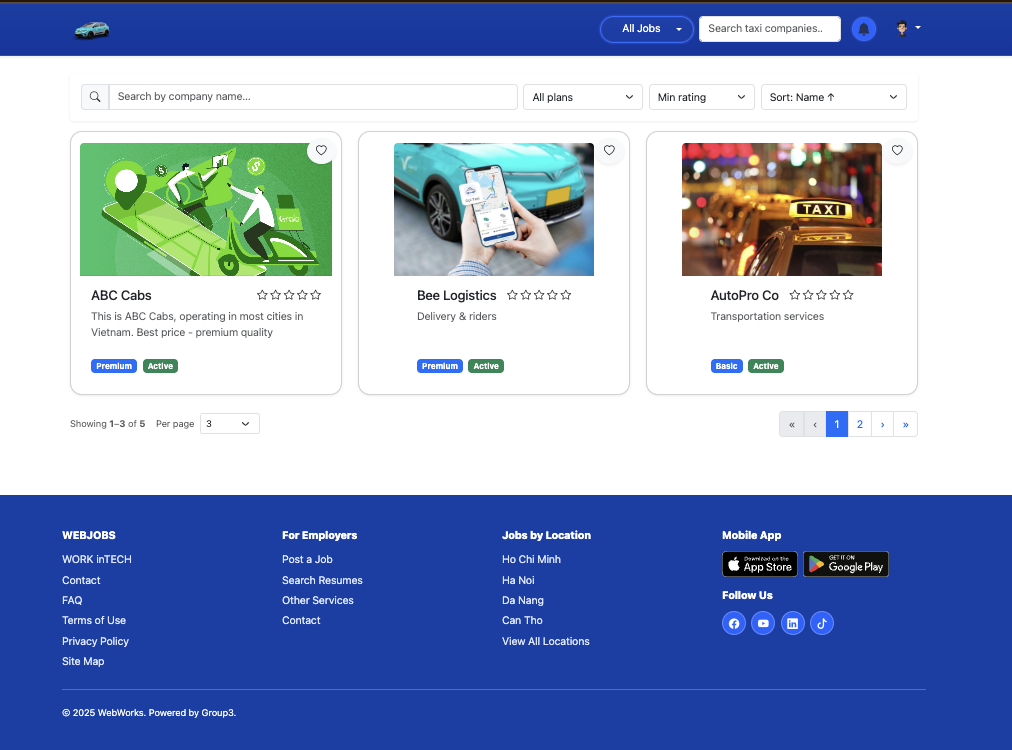 All Jobs
Search taxi companies..
Search by company name...
All plans
Min rating
Sort: Name ↑
TAXI
ABC Cabs
This is ABC Cabs, operating in most cities in
Vietnam. Best price - premium quality
Premium Active
Bee Logistics
Delivery & riders
Premium Active
AutoPro Co
Transportation services
Basic Active
Showing 1–3 of 5 Per page 3
« ‹ 1 2 › »
WEBJOBS
WORK inTECH
Contact
FAQ
Terms of Use
Privacy Policy
Site Map
For Employers
Post a Job
Search Resumes
Other Services
Contact
Jobs by Location
Ho Chi Minh
Ha Noi
Da Nang
Can Tho
View All Locations
Mobile App
Download on the
App Store
GET IT ON
Google Play
Follow Us
© 2025 WebWorks. Powered by Group3.